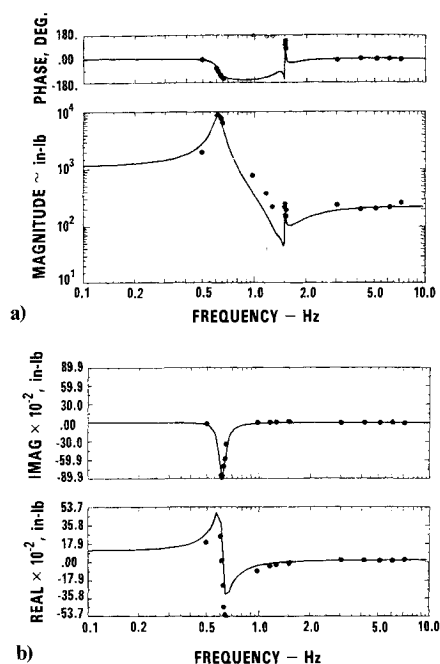 a)
PHASE, DEG.
180.
.00
-180.
MAGNITUDE ~ in-lb
10⁴
10³
10²
10¹
0.1 0.5 1.0 2.0 5.0 10.0
FREQUENCY – Hz
b)
IMAG × 10⁻², in-lb
89.9
59.9
30.0
.00
-30.0
-59.9
-89.9
REAL × 10⁻², in-lb
53.7
35.8
17.9
.00
-17.9
-35.8
-53.7
0.1 0.5 1.0 2.0 5.0 10.0
FREQUENCY – Hz